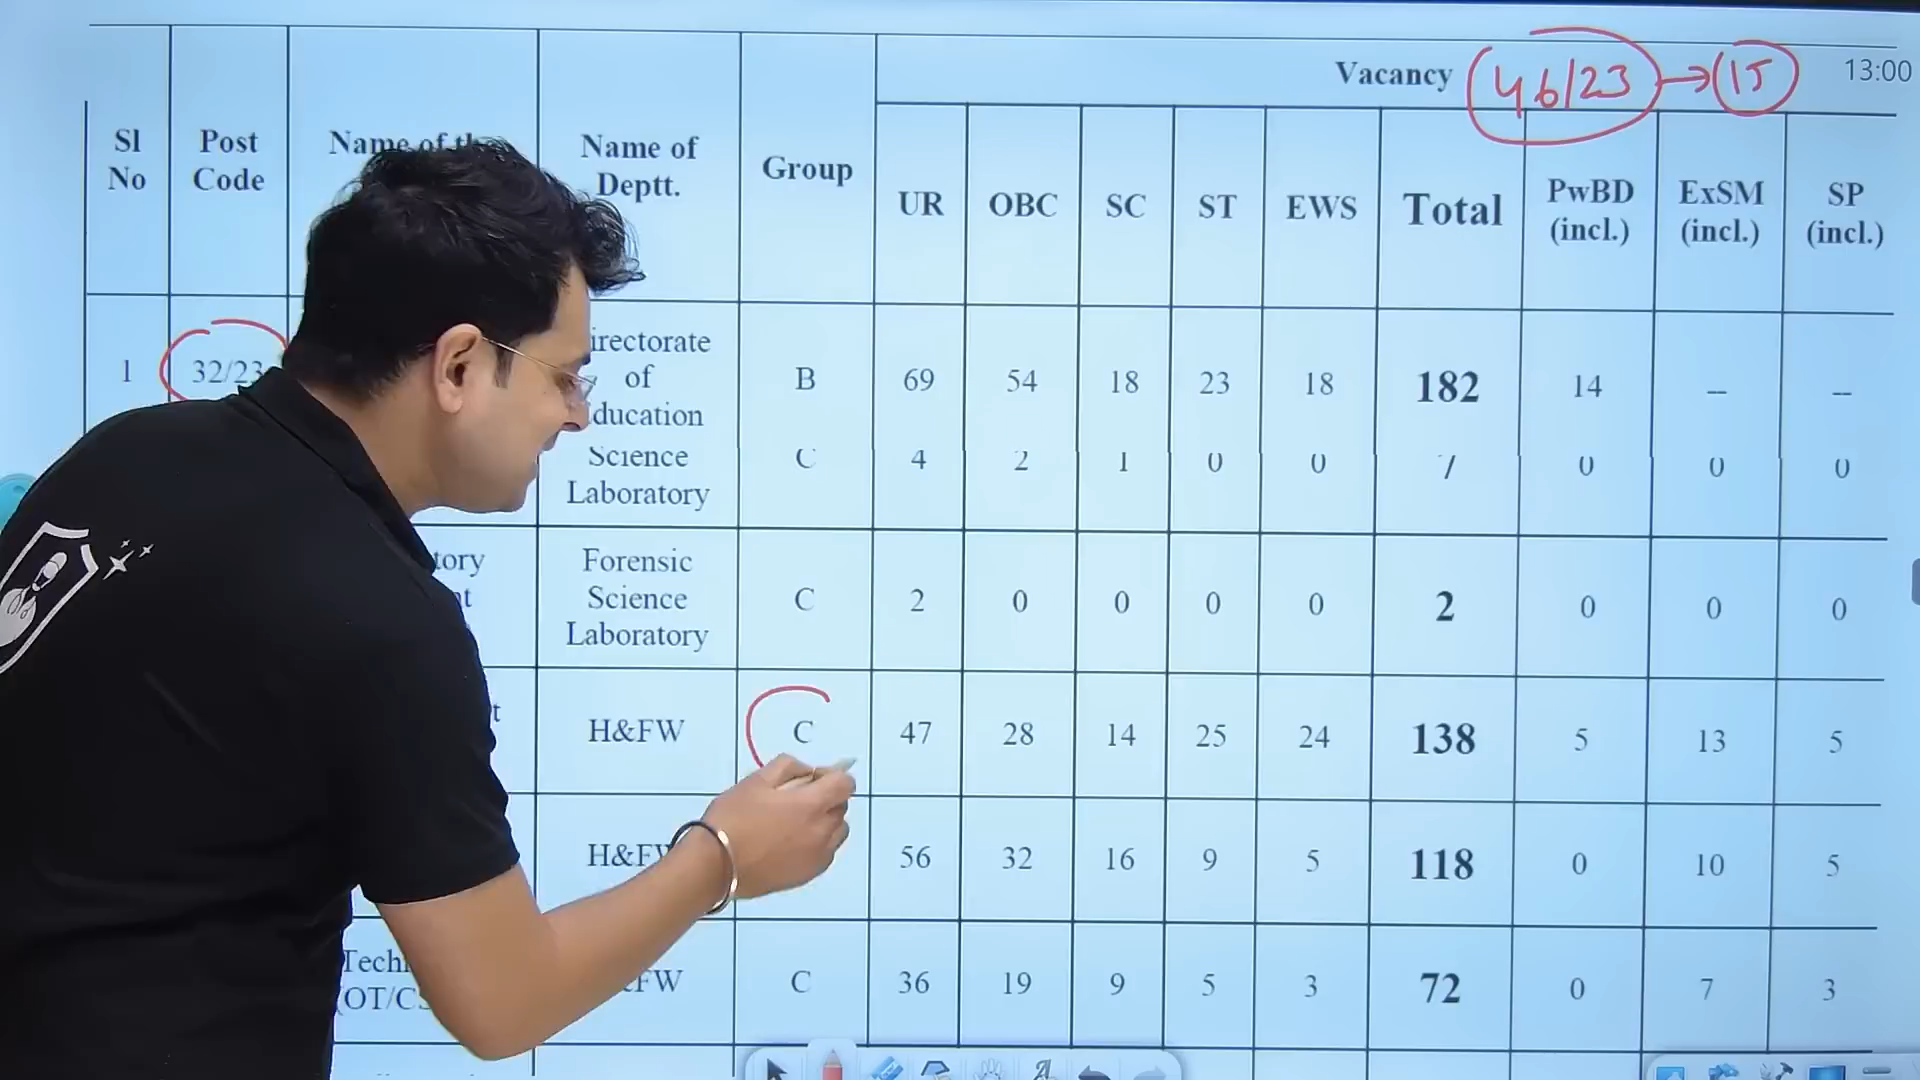 Vacancy 46/23 → 15 13:00
Sl No Post Code Name of the Name of Deptt. Group UR OBC SC ST EWS Total PwBD (incl.) ExSM (incl.) SP (incl.)
1 32/23 irectorate of ducation B 69 54 18 23 18 182 14 -- --
Science Laboratory C 4 2 1 0 0 7 0 0 0
tory Forensic Science Laboratory C 2 0 0 0 0 2 0 0 0
t H&FW C 47 28 14 25 24 138 5 13 5
H&FW 56 32 16 9 5 118 0 10 5
Tech (OT/C FW C 36 19 9 5 3 72 0 7 3